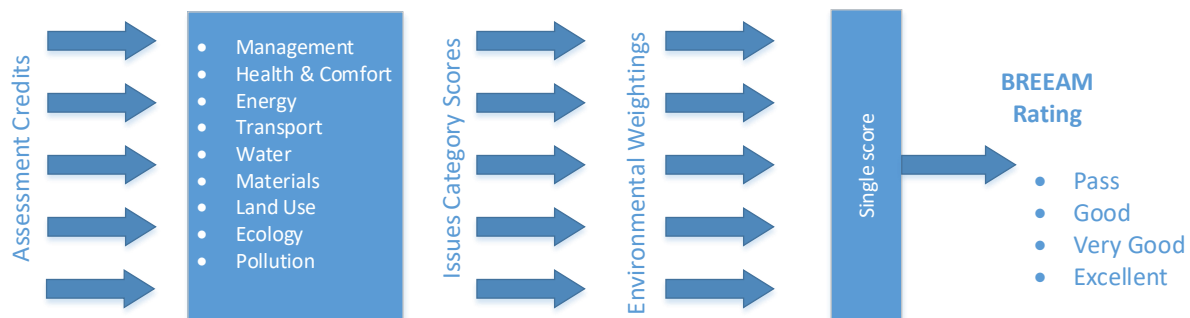 Assessment Credits
• Management
• Health & Comfort
• Energy
• Transport
• Water
• Materials
• Land Use
• Ecology
• Pollution
Issues Category Scores
Environmental Weightings
Single score
BREEAM
Rating
• Pass
• Good
• Very Good
• Excellent